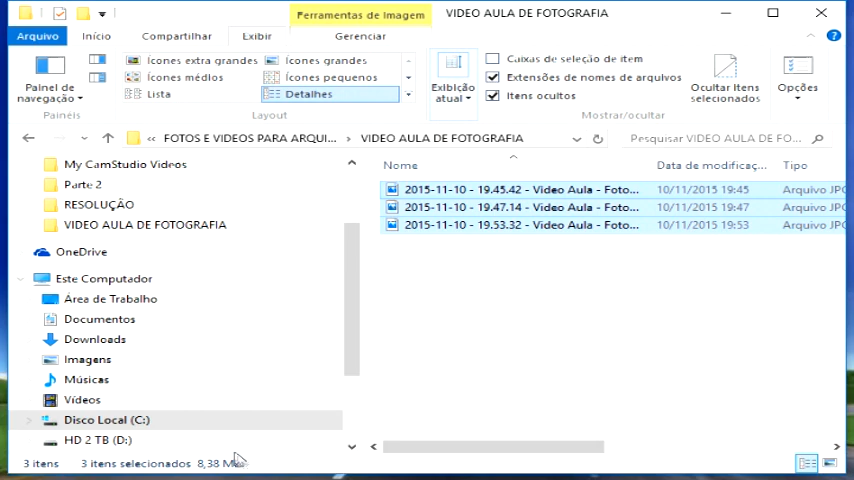 Ferramentas de Imagem
VIDEO AULA DE FOTOGRAFIA
Arquivo
Início
Compartilhar
Exibir
Gerenciar
Painel de navegação
Painéis
Ícones extra grandes
Ícones grandes
Ícones médios
Ícones pequenos
Lista
Detalhes
Layout
Exibição atual
Caixas de seleção de item
Extensões de nomes de arquivos
Itens ocultos
Ocultar itens selecionados
Mostrar/ocultar
Opções
« FOTOS E VIDEOS PARA ARQUI... › VIDEO AULA DE FOTOGRAFIA
Pesquisar VIDEO AULA DE FO...
My CamStudio Videos
Parte 2
RESOLUÇÃO
VIDEO AULA DE FOTOGRAFIA
OneDrive
Este Computador
Área de Trabalho
Documentos
Downloads
Imagens
Músicas
Vídeos
Disco Local (C:)
HD 2 TB (D:)
Nome Data de modificaç... Tipo
2015-11-10 - 19.45.42 - Video Aula - Foto... 10/11/2015 19:45 Arquivo JPG
2015-11-10 - 19.47.14 - Video Aula - Foto... 10/11/2015 19:47 Arquivo JPG
2015-11-10 - 19.53.32 - Video Aula - Foto... 10/11/2015 19:53 Arquivo JPG
3 itens 3 itens selecionados 8,38